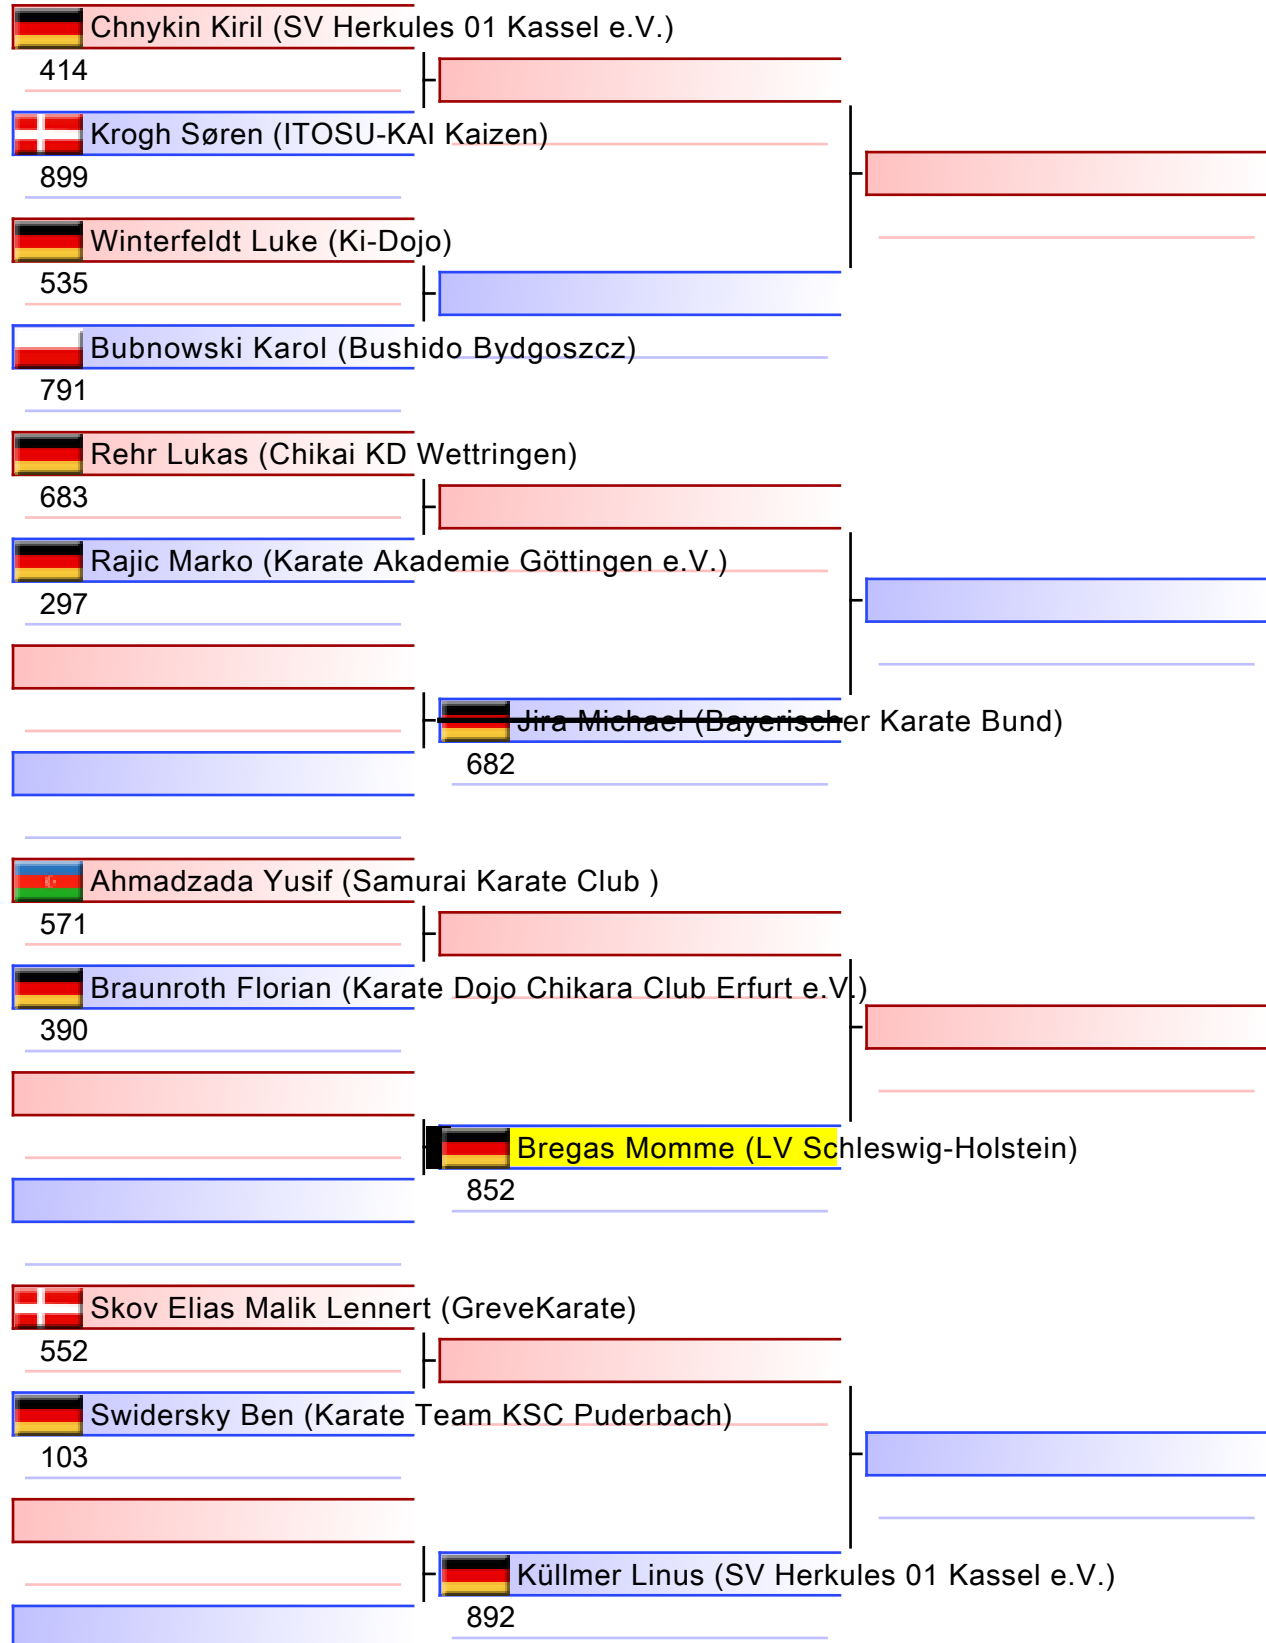 Chnykin Kiril (SV Herkules 01 Kassel e.V.)
414
Krogh Søren (ITOSU-KAI Kaizen)
899
Winterfeldt Luke (Ki-Dojo)
535
Bubnowski Karol (Bushido Bydgoszcz)
791
Rehr Lukas (Chikai KD Wettringen)
683
Rajic Marko (Karate Akademie Göttingen e.V.)
297
Jira Michael (Bayerischer Karate Bund)
682
Ahmadzada Yusif (Samurai Karate Club )
571
Braunroth Florian (Karate Dojo Chikara Club Erfurt e.V.)
390
Bregas Momme (LV Schleswig-Holstein)
852
Skov Elias Malik Lennert (GreveKarate)
552
Swidersky Ben (Karate Team KSC Puderbach)
103
Küllmer Linus (SV Herkules 01 Kassel e.V.)
892